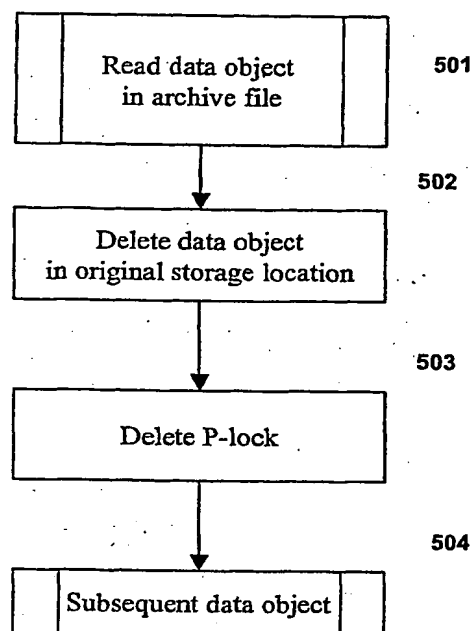 Read data object
in archive file
501
502
Delete data object
in original storage location
503
Delete P-lock
504
Subsequent data object